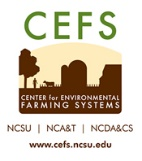 CEFS
CENTER for ENVIRONMENTAL
FARMING SYSTEMS
NCSU | NCA&T | NCDA&CS
www.cefs.ncsu.edu